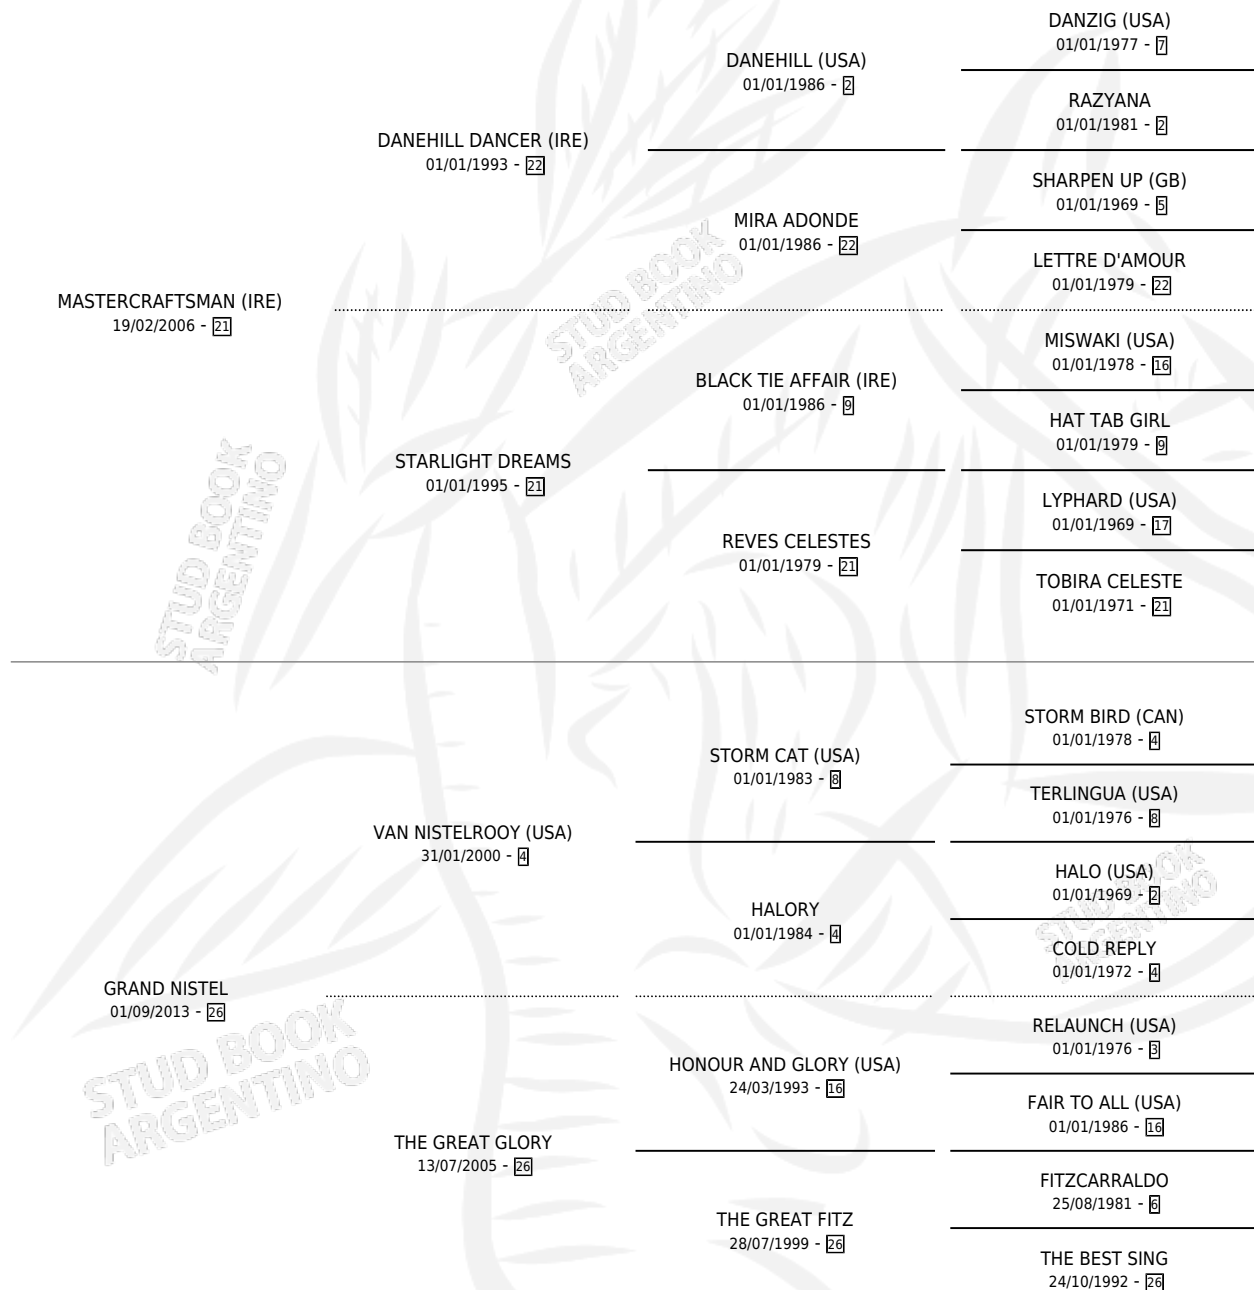 DANZIG (USA)
01/01/1977 - 7
DANEHILL (USA)
01/01/1986 - 2
RAZYANA
01/01/1981 - 2
DANEHILL DANCER (IRE)
01/01/1993 - 22
SHARPEN UP (GB)
01/01/1969 - 5
MIRA ADONDE
01/01/1986 - 22
LETTRE D'AMOUR
01/01/1979 - 22
MASTERCRAFTSMAN (IRE)
19/02/2006 - 21
MISWAKI (USA)
01/01/1978 - 16
BLACK TIE AFFAIR (IRE)
01/01/1986 - 9
HAT TAB GIRL
01/01/1979 - 9
STARLIGHT DREAMS
01/01/1995 - 21
LYPHARD (USA)
01/01/1969 - 17
REVES CELESTES
01/01/1979 - 21
TOBIRA CELESTE
01/01/1971 - 21
STORM BIRD (CAN)
01/01/1978 - 4
STORM CAT (USA)
01/01/1983 - 8
TERLINGUA (USA)
01/01/1976 - 8
VAN NISTELROOY (USA)
31/01/2000 - 4
HALO (USA)
01/01/1969 - 2
HALORY
01/01/1984 - 4
COLD REPLY
01/01/1972 - 4
GRAND NISTEL
01/09/2013 - 26
RELAUNCH (USA)
01/01/1976 - 3
HONOUR AND GLORY (USA)
24/03/1993 - 16
FAIR TO ALL (USA)
01/01/1986 - 16
THE GREAT GLORY
13/07/2005 - 26
FITZCARRALDO
25/08/1981 - 6
THE GREAT FITZ
28/07/1999 - 26
THE BEST SING
24/10/1992 - 26
STUD BOOK
ARGENTINO
STUD BOOK
ARGENTINO
STUD BOOK
ARGENTINO
STUD BOOK
ARGENTINO